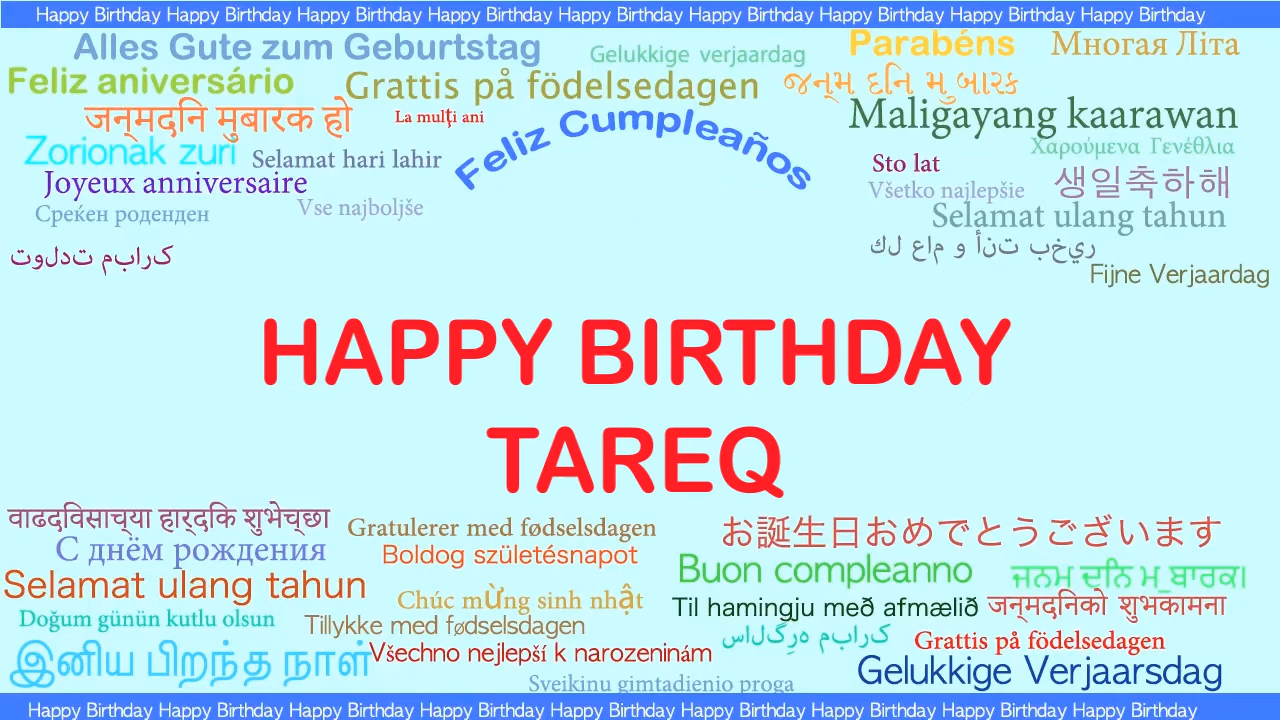 Happy Birthday Happy Birthday Happy Birthday Happy Birthday Happy Birthday Happy Birthday Happy Birthday Happy Birthday Happy Birthday
Alles Gute zum Geburtstag
Gelukkige verjaardag
Parabéns
Многая Літа
Feliz aniversário
Grattis på födelsedagen
જન્મ દિન મુબારક
जन्मदिन मुबारक हो
La mulţi ani
Feliz Cumpleaños
Maligayang kaarawan
Zorionak zuri
Selamat hari lahir
Sto lat
Χαρούμενα Γενέθλια
Joyeux anniversaire
Všetko najlepšie
생일축하해
Среќен роденден
Vse najboljše
Selamat ulang tahun
تولدت مبارک
كل عام و أنت بخير
Fijne Verjaardag
HAPPY BIRTHDAY
TAREQ
वाढदिवसाच्या हार्दिक शुभेच्छा
Gratulerer med fødselsdagen
お誕生日おめでとうございます
С днём рождения
Boldog születésnapot
Buon compleanno
ਜਨਮ ਦਿਨ ਮੁਬਾਰਕ।
Selamat ulang tahun
Chúc mừng sinh nhật
Til hamingju með afmælið
जन्मदिनको शुभकामना
Doğum günün kutlu olsun
Tillykke med fødselsdagen
سالگرہ مبارک
Grattis på födelsedagen
இனிய பிறந்த நாள்
Všechno nejlepší k narozeninám
Gelukkige Verjaarsdag
Sveikinu gimtadienio proga
Happy Birthday Happy Birthday Happy Birthday Happy Birthday Happy Birthday Happy Birthday Happy Birthday Happy Birthday Happy Birthday